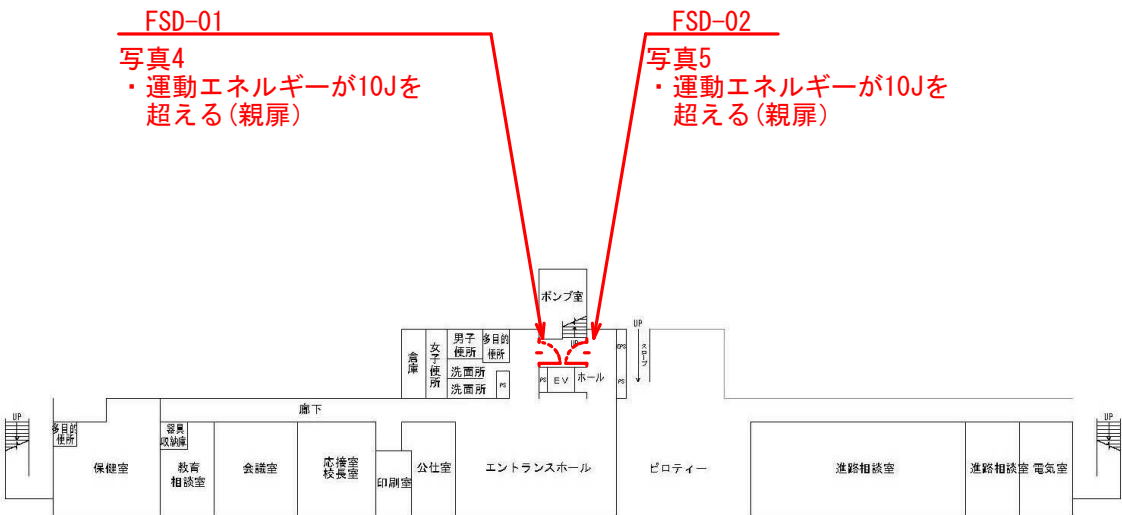 FSD-01
写真4
・運動エネルギーが10Jを
超える(親扉)
FSD-02
写真5
・運動エネルギーが10Jを
超える(親扉)
ポンプ室
UP
UP
スロープ
倉庫
女子便所
男子
便所
多目的
便所
洗面所
洗面所
PS
PS
EV
ホール
EPS
PS
廊下
UP
多目的
便所
保健室
器具
収納庫
教育
相談室
会議室
応接室
校長室
印刷室
公仕室
エントランスホール
ピロティー
進路相談室
進路相談室
電気室
UP